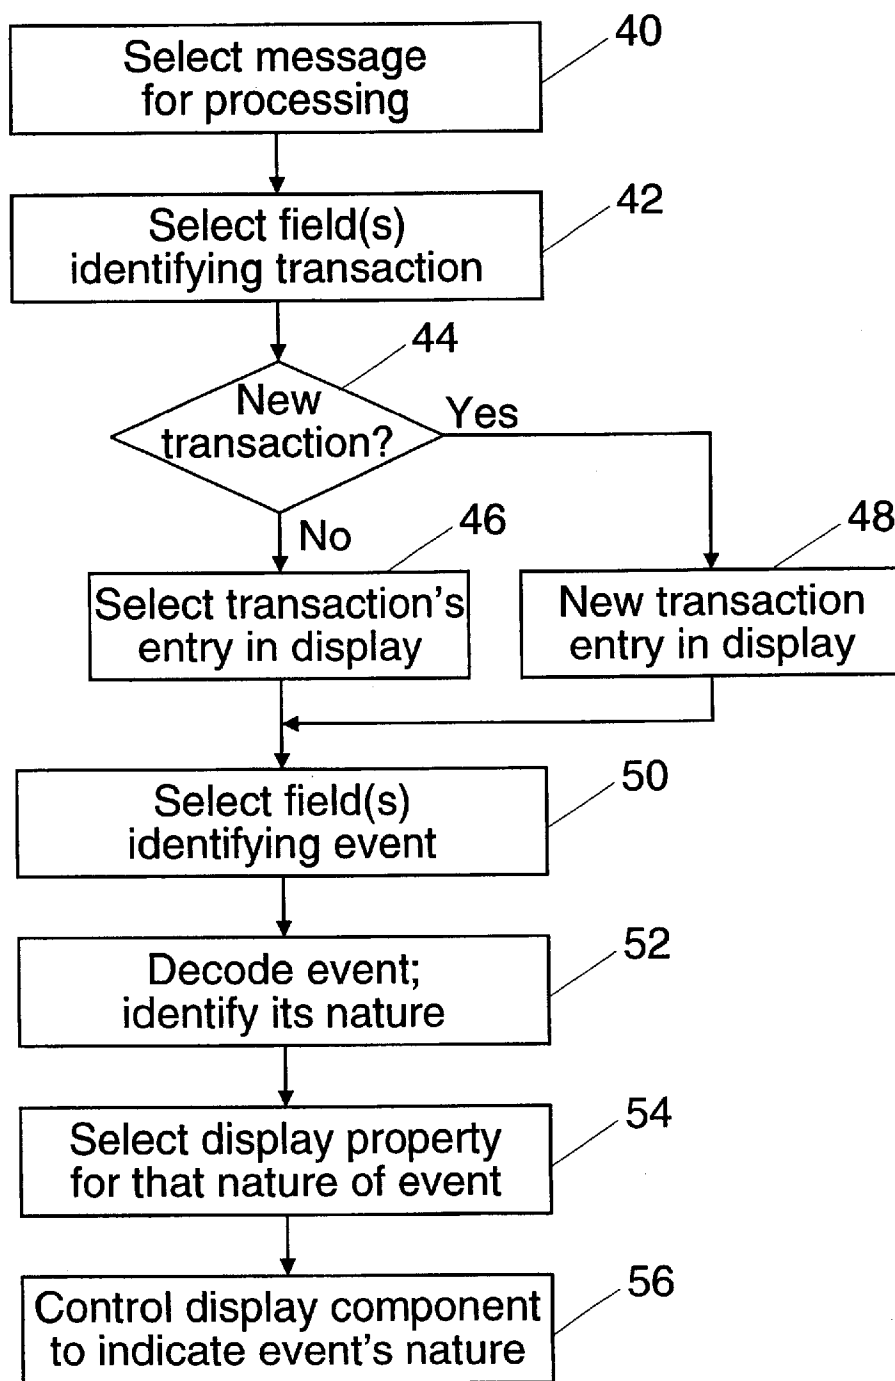 40
Select message
for processing
42
Select field(s)
identifying transaction
44
New
transaction?
Yes
No
46
48
Select transaction's
entry in display
New transaction
entry in display
50
Select field(s)
identifying event
52
Decode event;
identify its nature
54
Select display property
for that nature of event
56
Control display component
to indicate event's nature